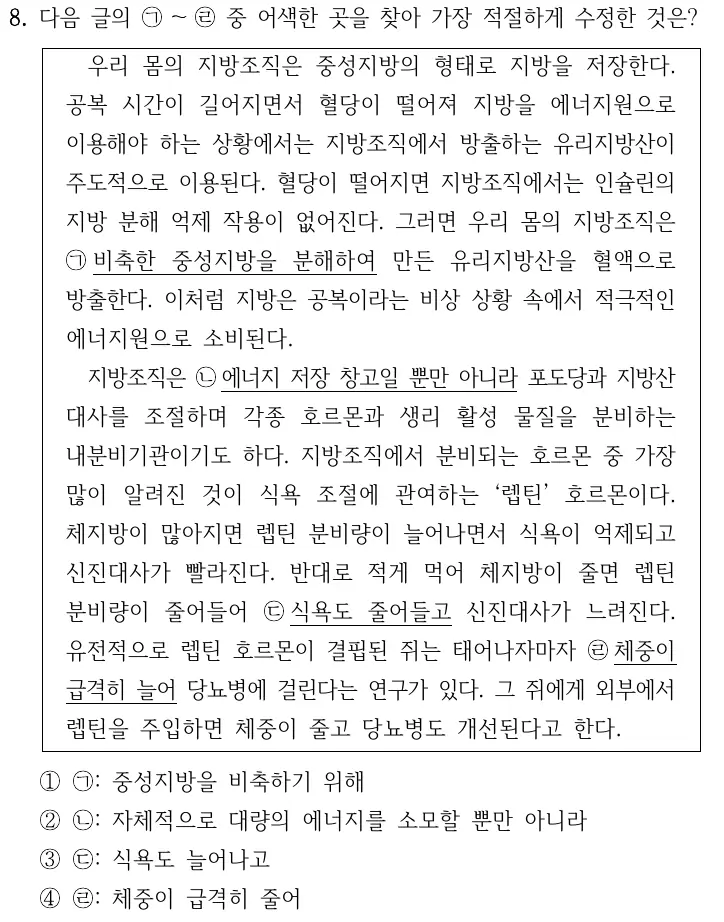 8. 다음 글의 ㉠ ~ ㉣ 중 어색한 곳을 찾아 가장 적절하게 수정한 것은?
우리 몸의 지방조직은 중성지방의 형태로 지방을 저장한다.
공복 시간이 길어지면서 혈당이 떨어져 지방을 에너지원으로
이용해야 하는 상황에서는 지방조직에서 방출하는 유리지방산이
주도적으로 이용된다. 혈당이 떨어지면 지방조직에서는 인슐린의
지방 분해 억제 작용이 없어진다. 그러면 우리 몸의 지방조직은
㉠ 비축한 중성지방을 분해하여 만든 유리지방산을 혈액으로
방출한다. 이처럼 지방은 공복이라는 비상 상황 속에서 적극적인
에너지원으로 소비된다.
지방조직은 ㉡ 에너지 저장 창고일 뿐만 아니라 포도당과 지방산
대사를 조절하며 각종 호르몬과 생리 활성 물질을 분비하는
내분비기관이기도 하다. 지방조직에서 분비되는 호르몬 중 가장
많이 알려진 것이 식욕 조절에 관여하는 ‘렙틴’ 호르몬이다.
체지방이 많아지면 렙틴 분비량이 늘어나면서 식욕이 억제되고
신진대사가 빨라진다. 반대로 적게 먹어 체지방이 줄면 렙틴
분비량이 줄어들어 ㉢ 식욕도 줄어들고 신진대사가 느려진다.
유전적으로 렙틴 호르몬이 결핍된 쥐는 태어나자마자 ㉣ 체중이
급격히 늘어 당뇨병에 걸린다는 연구가 있다. 그 쥐에게 외부에서
렙틴을 주입하면 체중이 줄고 당뇨병도 개선된다고 한다.
① ㉠: 중성지방을 비축하기 위해
② ㉡: 자체적으로 대량의 에너지를 소모할 뿐만 아니라
③ ㉢: 식욕도 늘어나고
④ ㉣: 체중이 급격히 줄어